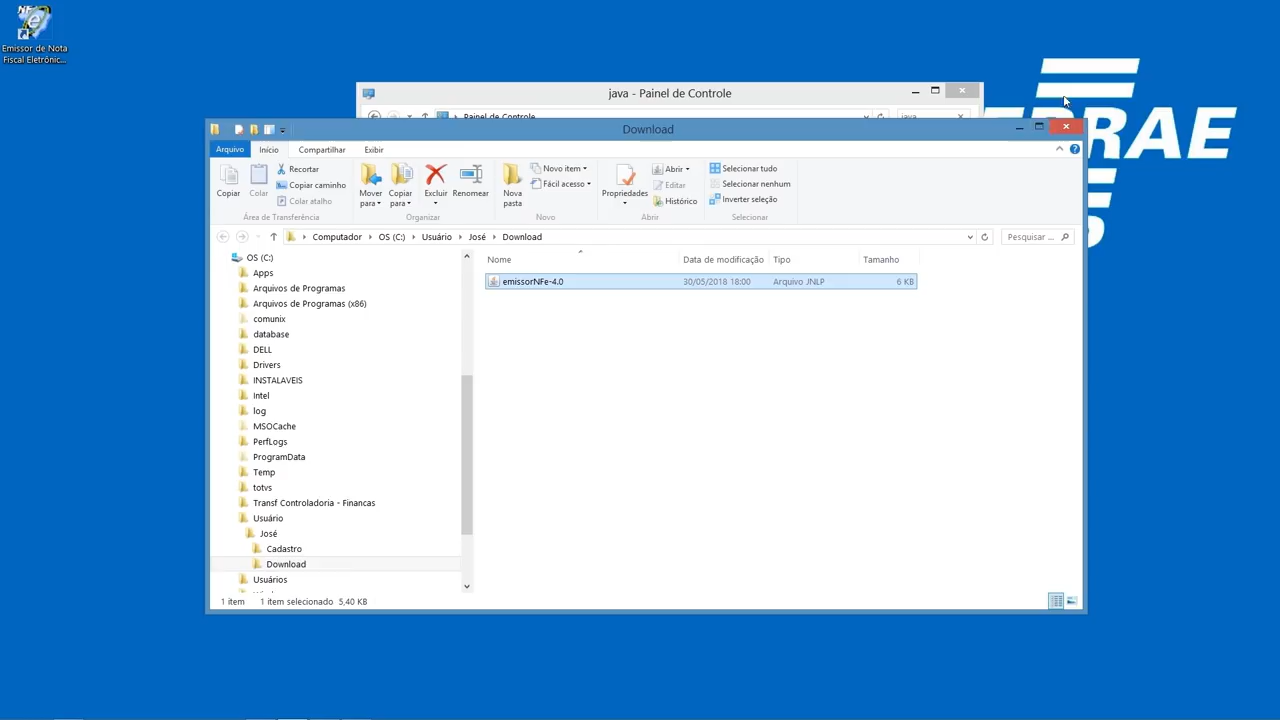 Emissor de Nota
Fiscal Eletrônic...
java - Painel de Controle
Painel de Controle
java
Download
Arquivo
Início
Compartilhar
Exibir
Copiar
Colar
Recortar
Copiar caminho
Colar atalho
Área de Transferência
Mover
para
Copiar
para
Excluir
Renomear
Organizar
Nova
pasta
Novo item
Fácil acesso
Novo
Propriedades
Abrir
Editar
Histórico
Abrir
Selecionar tudo
Selecionar nenhum
Inverter seleção
Selecionar
Computador
OS (C:)
Usuário
José
Download
Pesquisar ...
OS (C:)
Apps
Arquivos de Programas
Arquivos de Programas (x86)
comunix
database
DELL
Drivers
INSTALAVEIS
Intel
log
MSOCache
PerfLogs
ProgramData
Temp
totvs
Transf Controladoria - Financas
Usuário
José
Cadastro
Download
Usuários
Nome
Data de modificação
Tipo
Tamanho
emissorNFe-4.0
30/05/2018 18:00
Arquivo JNLP
6 KB
1 item
1 item selecionado 5,40 KB